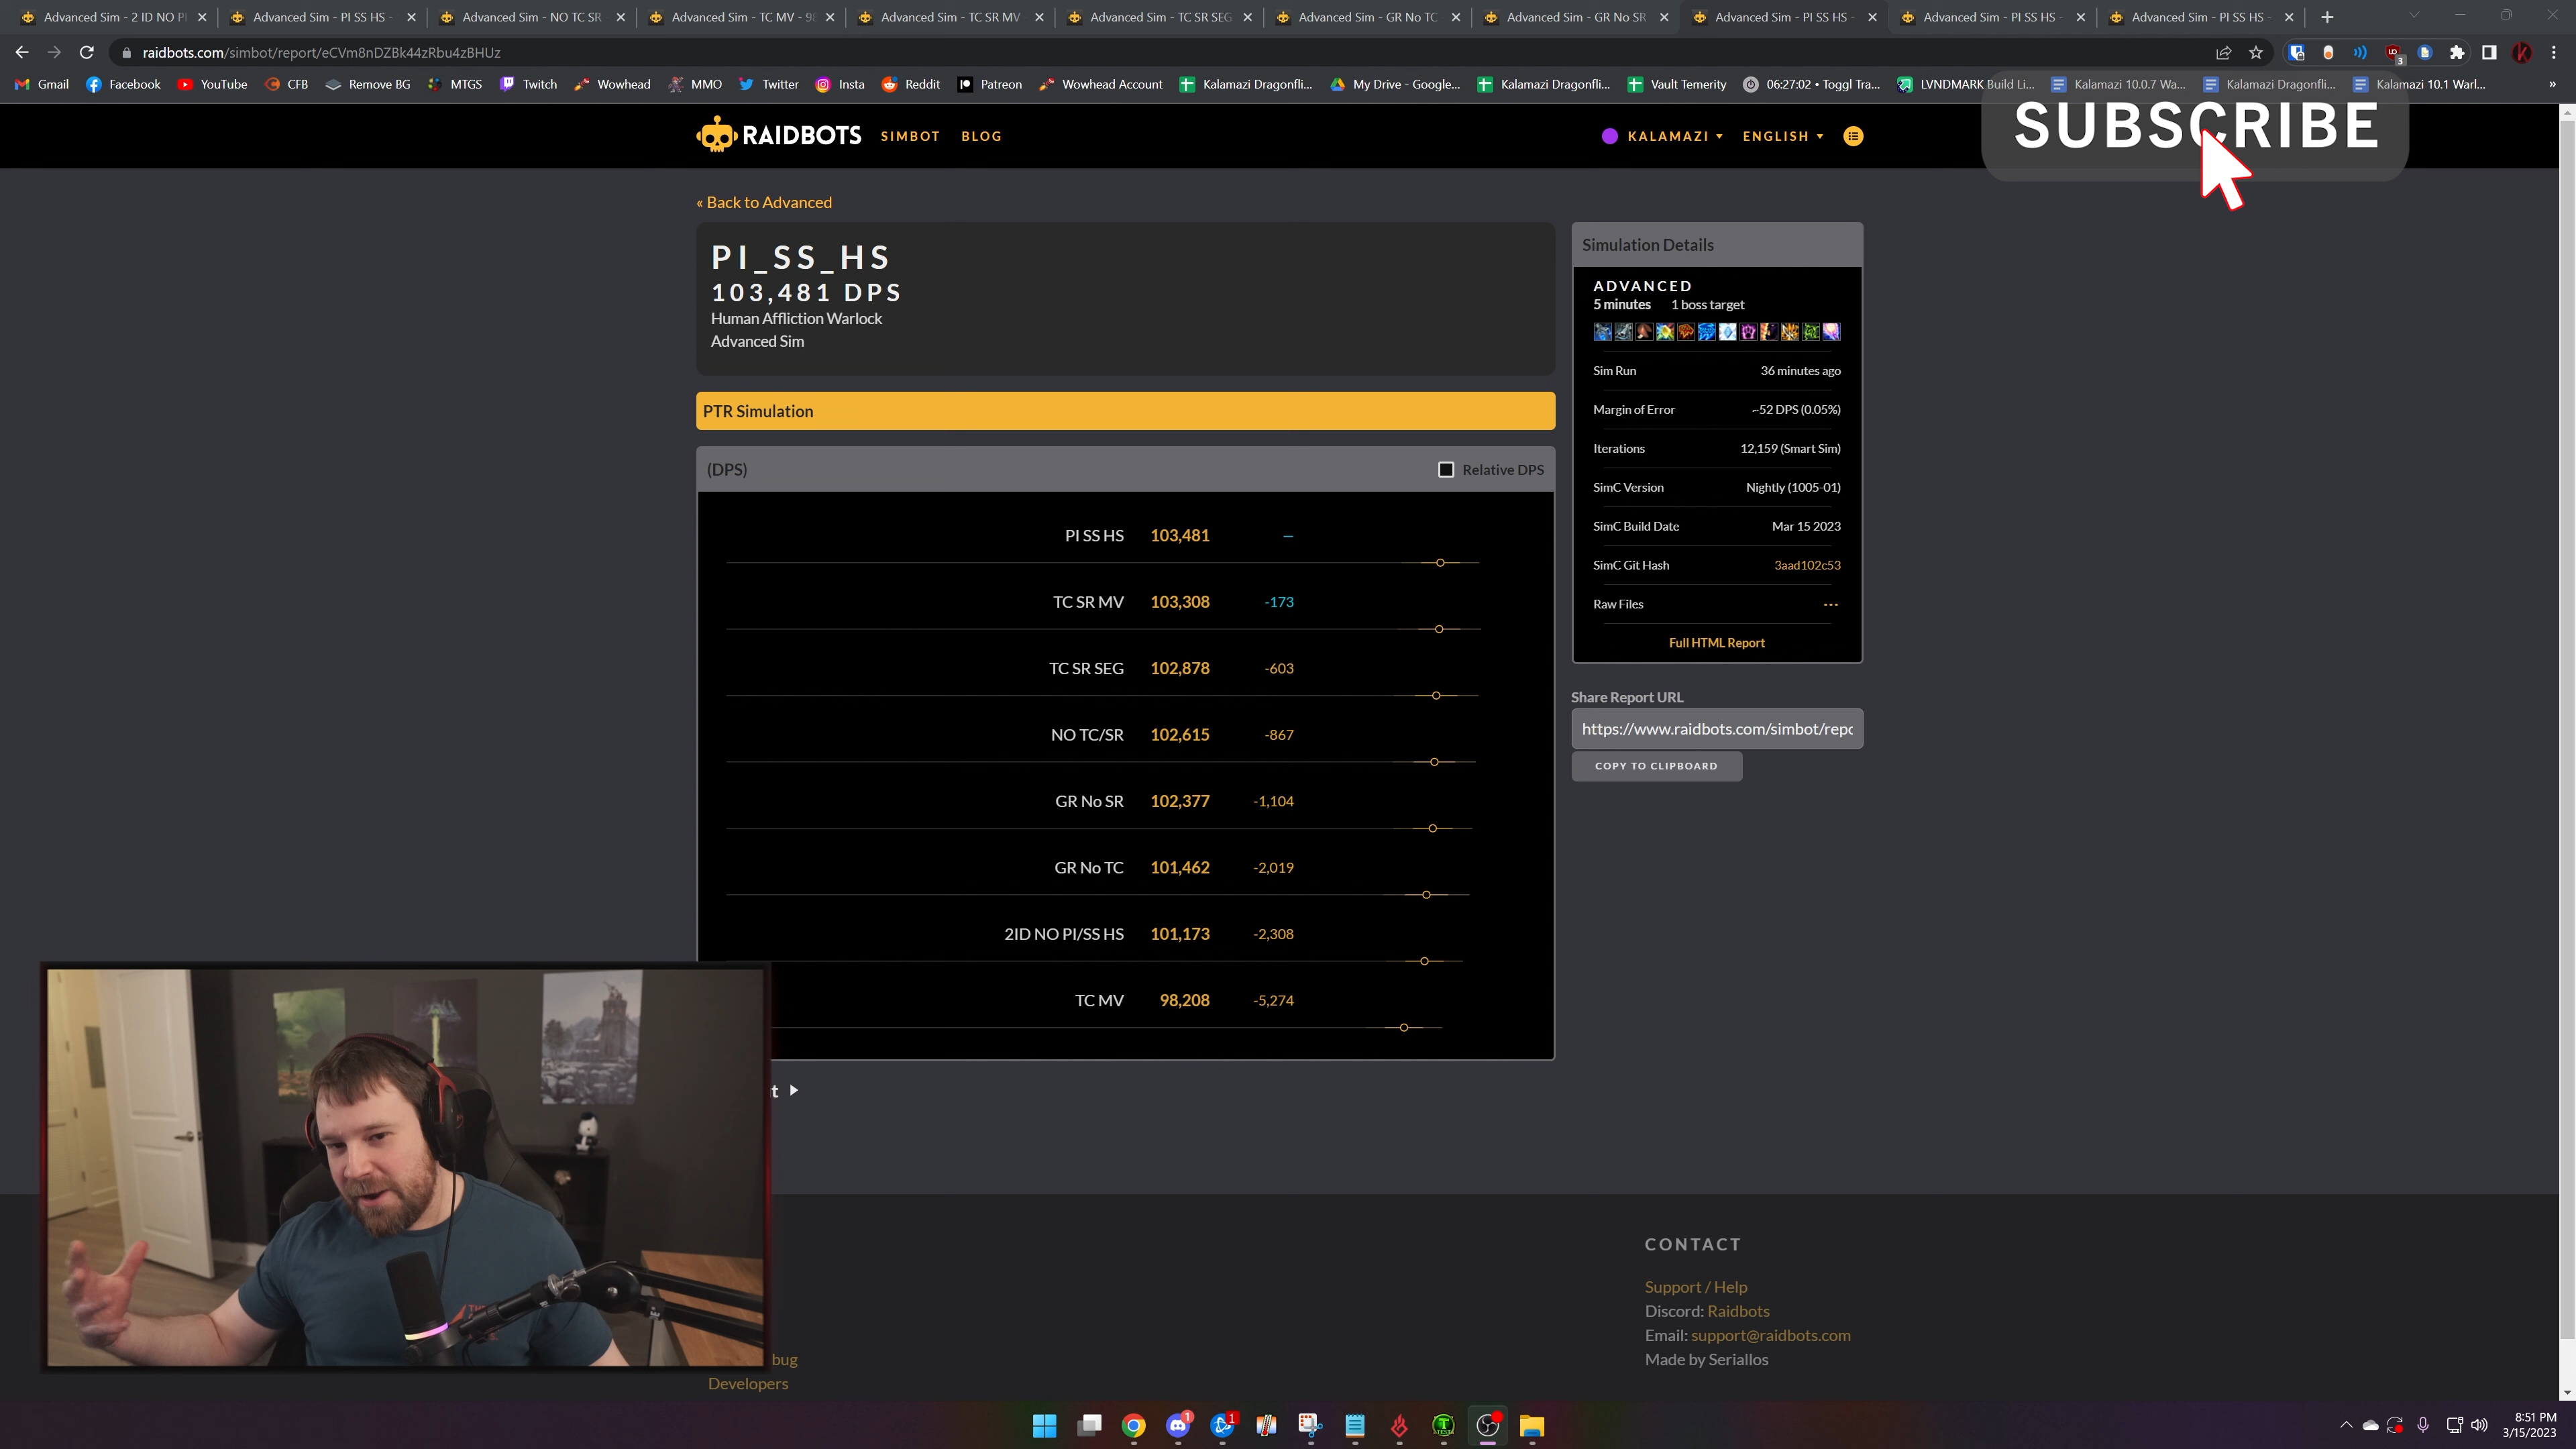 Advanced Sim - 2 ID NO PI
Advanced Sim - PI SS HS -
Advanced Sim - NO TC SR
Advanced Sim - TC MV - 98
Advanced Sim - TC SR MV
Advanced Sim - TC SR SEG
Advanced Sim - GR No TC
Advanced Sim - GR No SR
Advanced Sim - PI SS HS -
Advanced Sim - PI SS HS -
Advanced Sim - PI SS HS -
raidbots.com/simbot/report/eCVm8nDZBk44zRbu4zBHUz
3
Gmail
Facebook
YouTube
CFB
Remove BG
MTGS
Twitch
Wowhead
MMO
Twitter
Insta
Reddit
Patreon
Wowhead Account
Kalamazi Dragonfli...
My Drive - Google...
Kalamazi Dragonfli...
Vault Temerity
06:27:02 • Toggl Tra...
LVNDMARK Build Li...
Kalamazi 10.0.7 Wa...
Kalamazi Dragonfli...
Kalamazi 10.1 Warl...
»
SUBSCRIBE
RAIDBOTS
SIMBOT
BLOG
KALAMAZI
ENGLISH
« Back to Advanced
PI_SS_HS
103,481 DPS
Human Affliction Warlock
Advanced Sim
PTR Simulation
(DPS)
Relative DPS
PI SS HS 103,481 —
TC SR MV 103,308 -173
TC SR SEG 102,878 -603
NO TC/SR 102,615 -867
GR No SR 102,377 -1,104
GR No TC 101,462 -2,019
2ID NO PI/SS HS 101,173 -2,308
TC MV 98,208 -5,274
Simulation Details
ADVANCED
5 minutes 1 boss target
Sim Run 36 minutes ago
Margin of Error ~52 DPS (0.05%)
Iterations 12,159 (Smart Sim)
SimC Version Nightly (1005-01)
SimC Build Date Mar 15 2023
SimC Git Hash 3aad102c53
Raw Files ---
Full HTML Report
Share Report URL
https://www.raidbots.com/simbot/repo
COPY TO CLIPBOARD
t
bug
Developers
CONTACT
Support / Help
Discord: Raidbots
Email: support@raidbots.com
Made by Seriallos
1
1
8:51 PM
3/15/2023